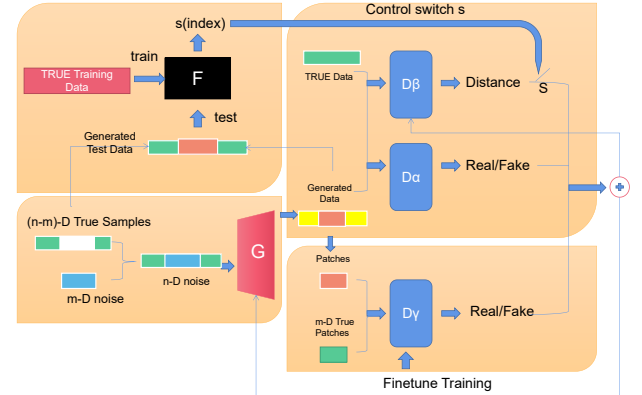 Control switch s
s(index)
train
TRUE Training
Data
F
test
Generated
Test Data
TRUE Data
Dβ
Distance
S
Dα
Real/Fake
Generated
Data
(n-m)-D True Samples
m-D noise
n-D noise
G
Patches
m-D True
Patches
Dγ
Real/Fake
Finetune Training